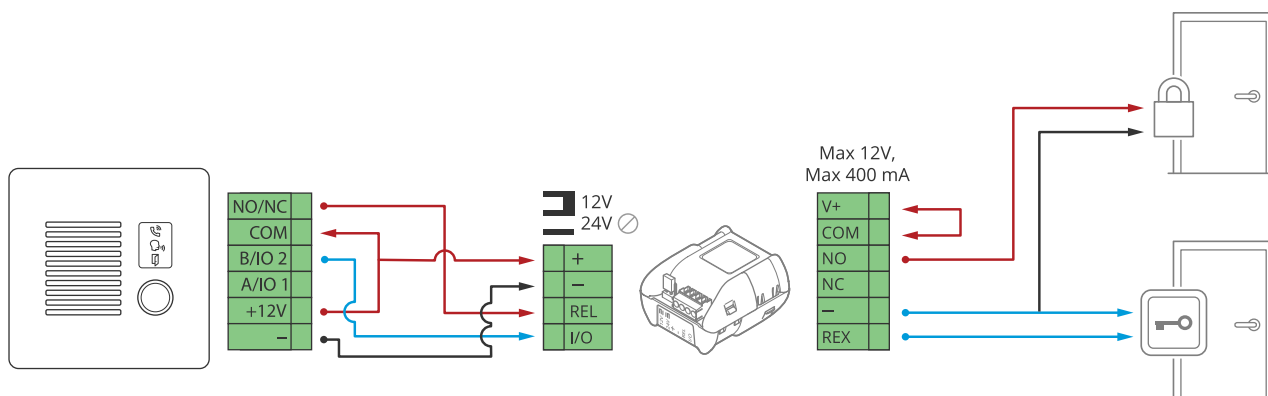 NO/NC
COM
B/IO 2
A/IO 1
+12V
–
12V
24V
+
–
REL
I/O
Max 12V,
Max 400 mA
V+
COM
NO
NC
–
REX